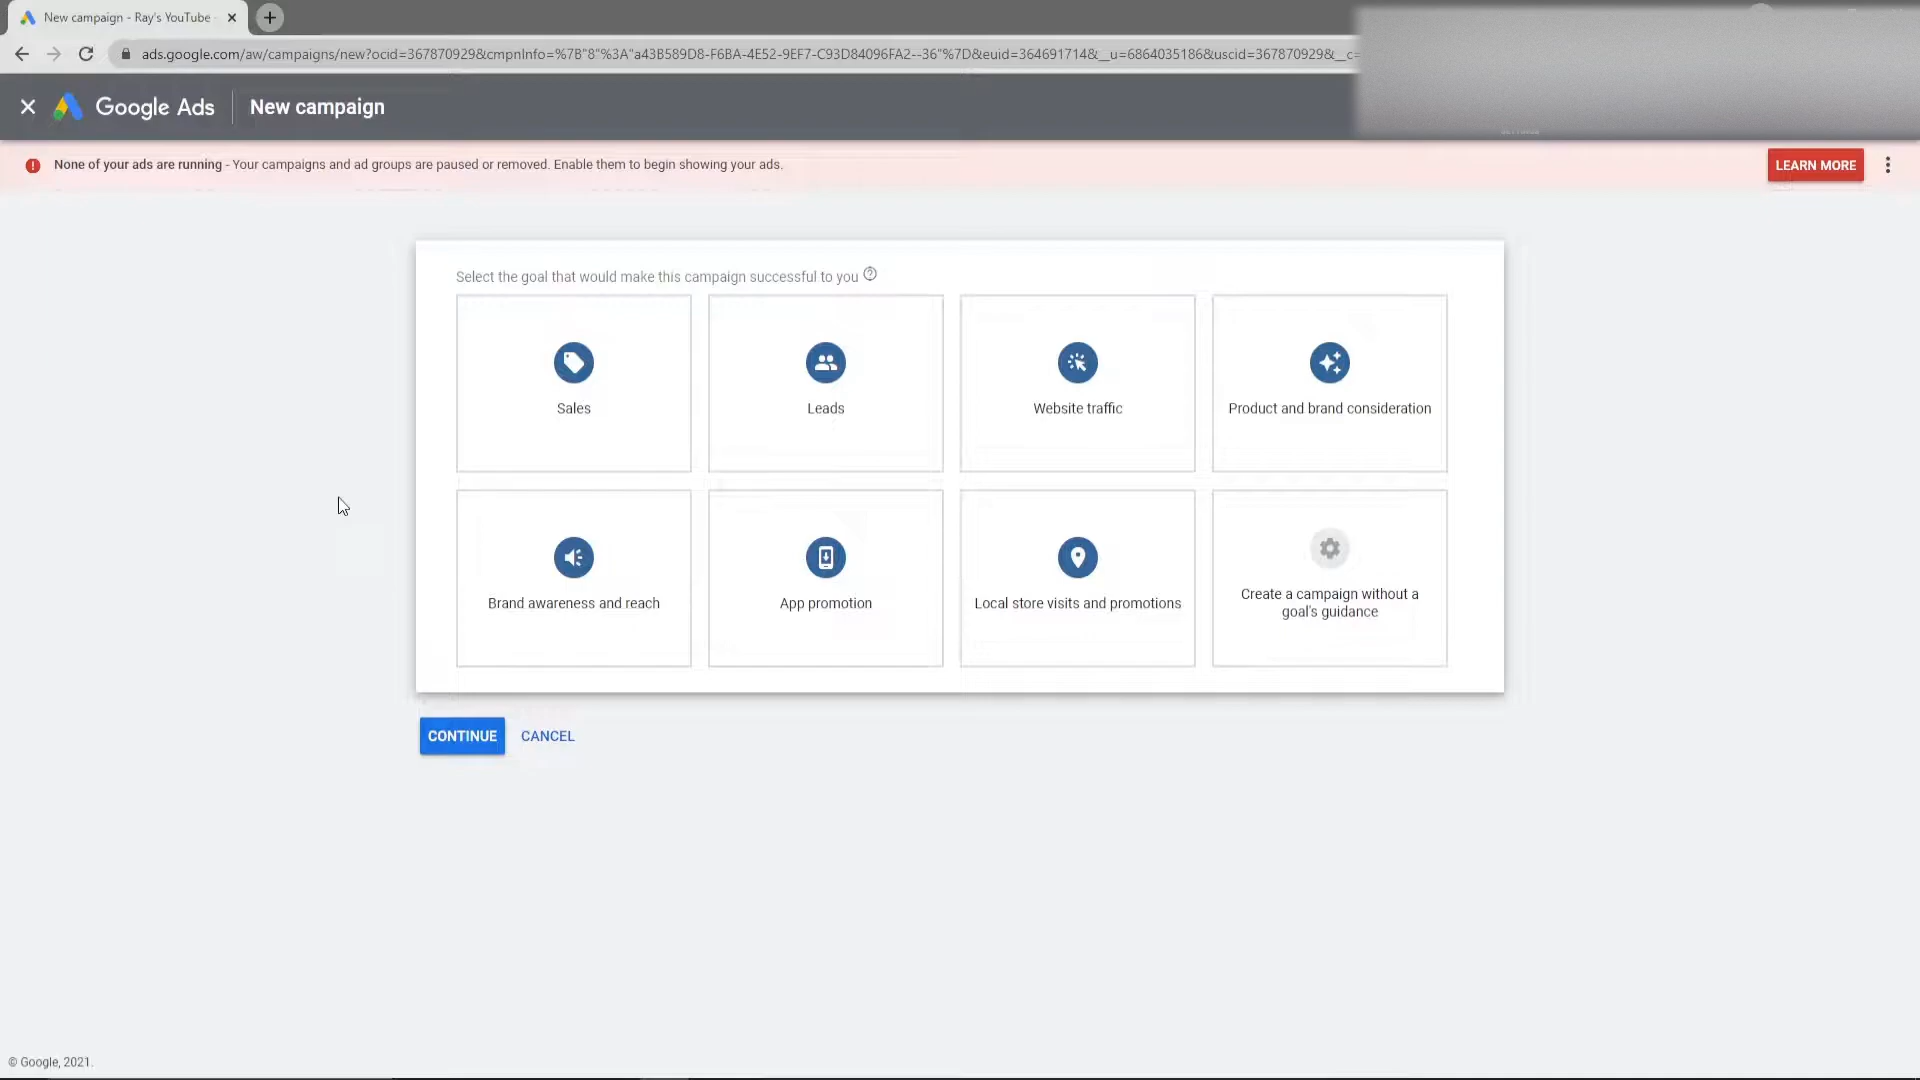 New campaign - Ray's YouTube
ads.google.com/aw/campaigns/new?ocid=367870929&cmpnInfo=%7B"8"%3A"a43B589D8-F6BA-4E52-9EF7-C93D84096FA2--36"%7D&euid=364691714&__u=6864035186&uscid=367870929&__c=
Google Ads New campaign
None of your ads are running - Your campaigns and ad groups are paused or removed. Enable them to begin showing your ads.
LEARN MORE
Select the goal that would make this campaign successful to you
Sales
Leads
Website traffic
Product and brand consideration
Brand awareness and reach
App promotion
Local store visits and promotions
Create a campaign without a
goal's guidance
CONTINUE CANCEL
© Google, 2021.